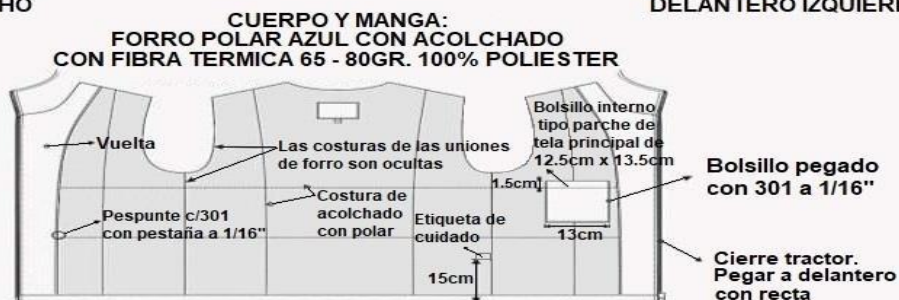 HO
DELANTERO IZQUIER
CUERPO Y MANGA:
FORRO POLAR AZUL CON ACOLCHADO
CON FIBRA TERMICA 65 - 80GR. 100% POLIESTER
Vuelta
Las costuras de las uniones
de forro son ocultas
Bolsillo interno
tipo parche de
tela principal de
12.5cm x 13.5cm
Bolsillo pegado
con 301 a 1/16"
1.5cm
13cm
Costura de
acolchado
con polar
Pespunte c/301
con pestaña a 1/16"
Etiqueta de
cuidado
15cm
Cierre tractor.
Pegar a delantero
con recta